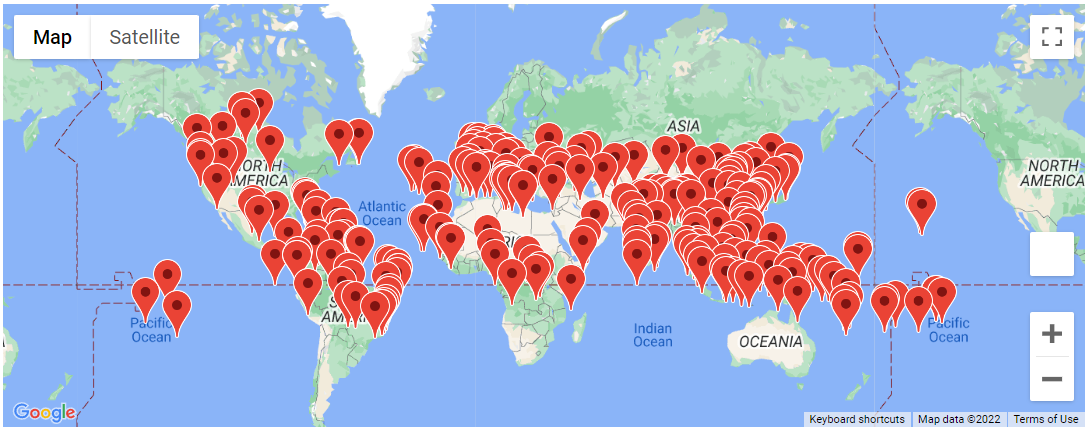 Map
Satellite
ASIA
NORTH
AMERICA
NORTH
AMERICA
Atlantic
Ocean
Pacific
Ocean
Indian
Ocean
OCEANIA
Pacific
Ocean
Google
Keyboard shortcuts
Map data ©2022
Terms of Use